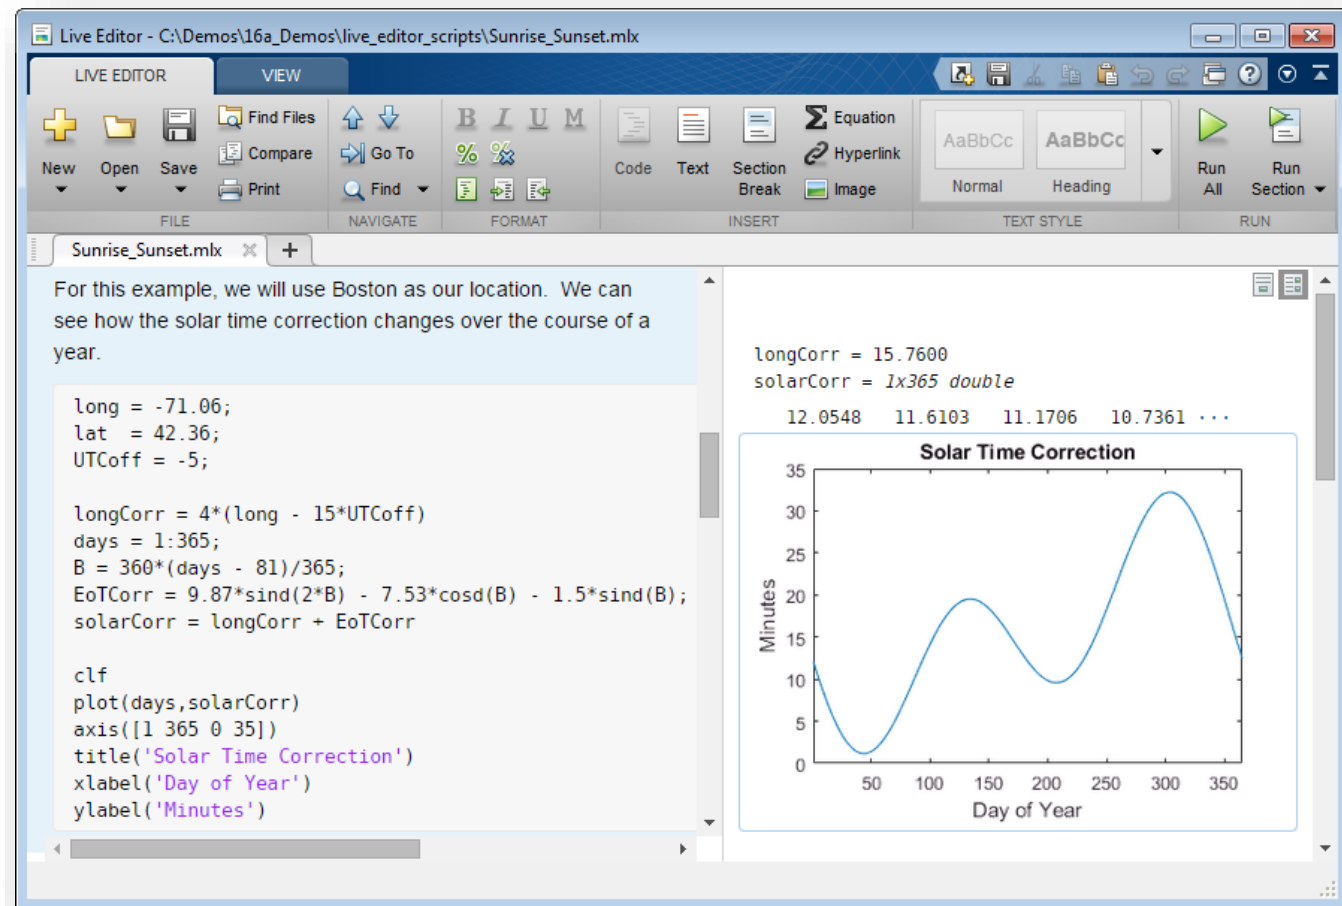 Live Editor - C:\Demos\16a_Demos\live_editor_scripts\Sunrise_Sunset.mlx
LIVE EDITOR VIEW
New Open Save Find Files Compare Print
FILE
Go To Find
NAVIGATE
B I U M
FORMAT
Code Text Section Break Equation Hyperlink Image
INSERT
AaBbCc AaBbCc
Normal Heading
TEXT STYLE
Run All Run Section
RUN
Sunrise_Sunset.mlx
For this example, we will use Boston as our location. We can
see how the solar time correction changes over the course of a
year.
long = -71.06;
lat = 42.36;
UTCoff = -5;
longCorr = 4*(long - 15*UTCoff)
days = 1:365;
B = 360*(days - 81)/365;
EoTCorr = 9.87*sind(2*B) - 7.53*cosd(B) - 1.5*sind(B);
solarCorr = longCorr + EoTCorr
clf
plot(days,solarCorr)
axis([1 365 0 35])
title('Solar Time Correction')
xlabel('Day of Year')
ylabel('Minutes')
longCorr = 15.7600
solarCorr = 1x365 double
12.0548 11.6103 11.1706 10.7361 ···
Solar Time Correction
35
30
25
20
15
10
5
0
Minutes
50 100 150 200 250 300 350
Day of Year